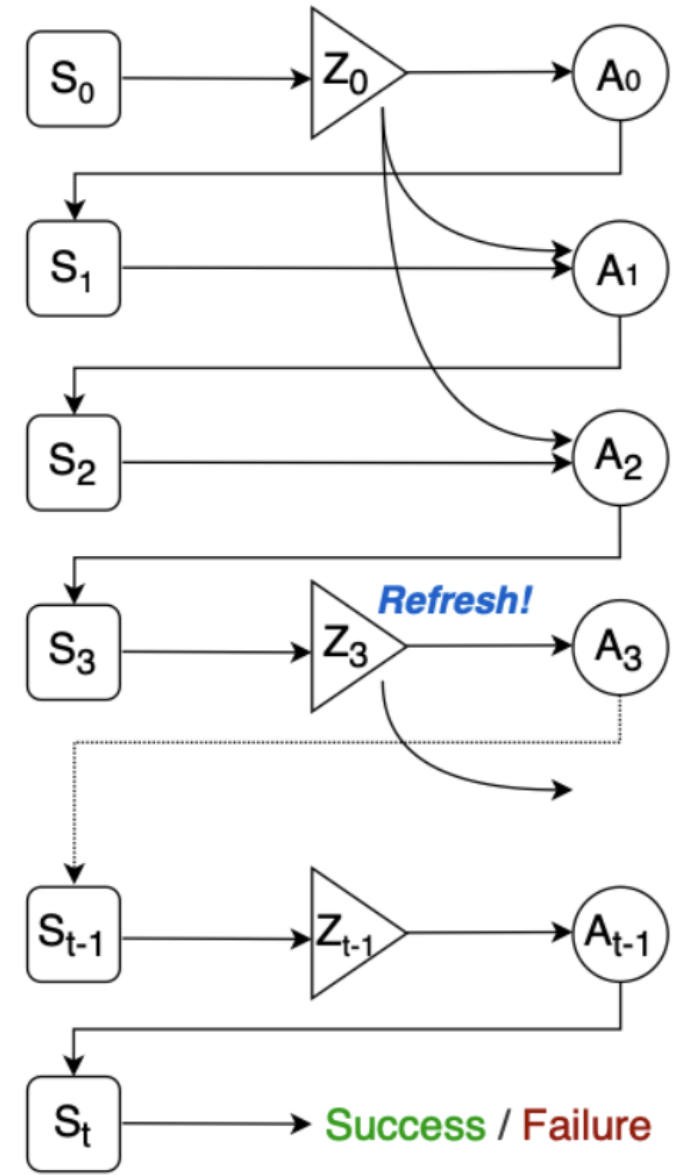 S0 Z0 A0
S1 A1
S2 A2
Refresh!
S3 Z3 A3
St-1 Zt-1 At-1
St Success / Failure